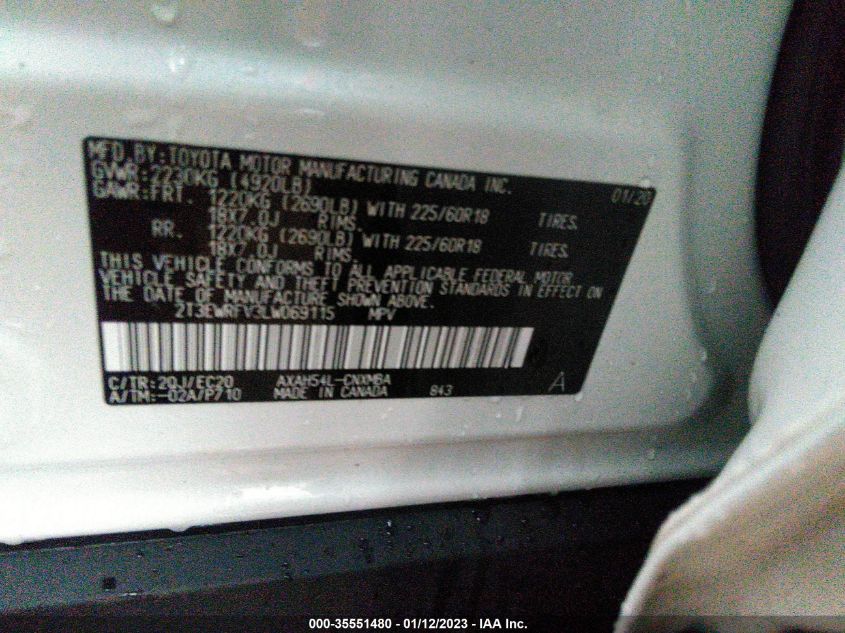 MFD. BY: TOYOTA MOTOR MANUFACTURING CANADA INC.
GVWR: 2230KG (4920LB) 01/20
GAWR: FRT. 1220KG (2690LB) WITH 225/60R18 TIRES,
18X7.0J RIMS.
RR. 1220KG (2690LB) WITH 225/60R18 TIRES,
18X7.0J RIMS.
THIS VEHICLE CONFORMS TO ALL APPLICABLE FEDERAL MOTOR
VEHICLE SAFETY AND THEFT PREVENTION STANDARDS IN EFFECT ON
THE DATE OF MANUFACTURE SHOWN ABOVE.
2T3EWRFV3LW069115 MPV
C/TR: 2QJ/EC20 AXAH54L-CNXMBA
A/TM: -02A/P710 MADE IN CANADA 843 A
000-35551480 - 01/12/2023 - IAA Inc.